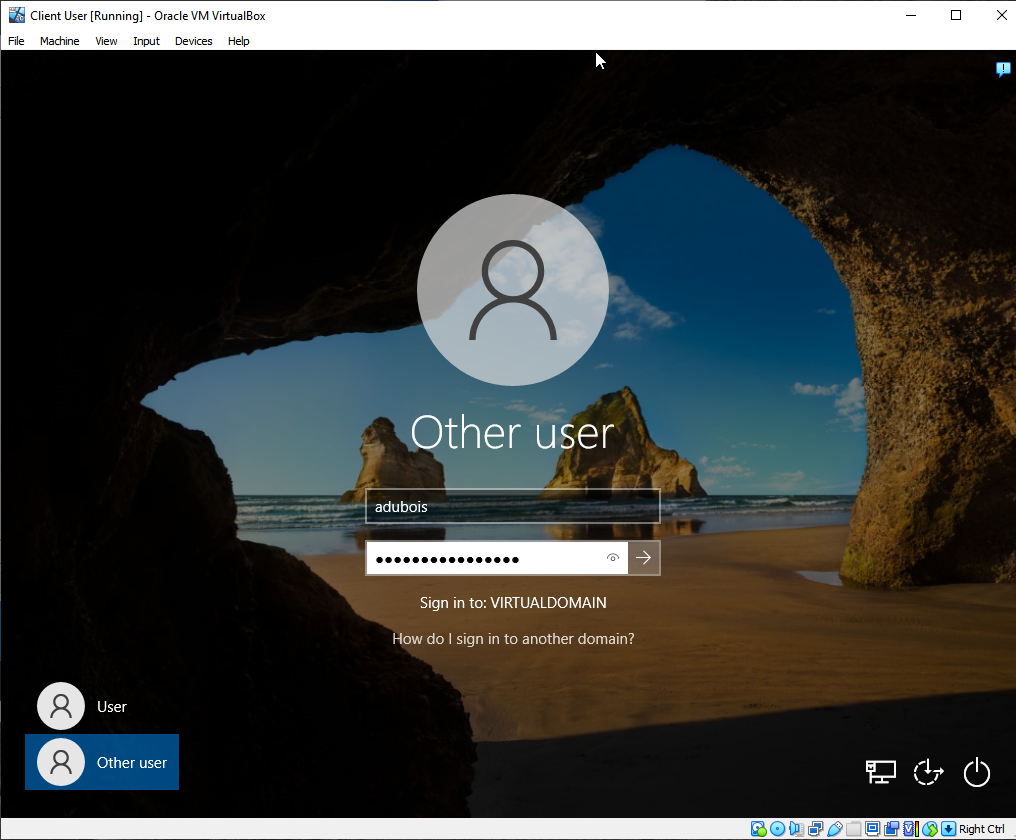 Client User [Running] - Oracle VM VirtualBox
File Machine View Input Devices Help
Other user
adubois
••••••••••••••••
Sign in to: VIRTUALDOMAIN
How do I sign in to another domain?
User
Other user
Right Ctrl